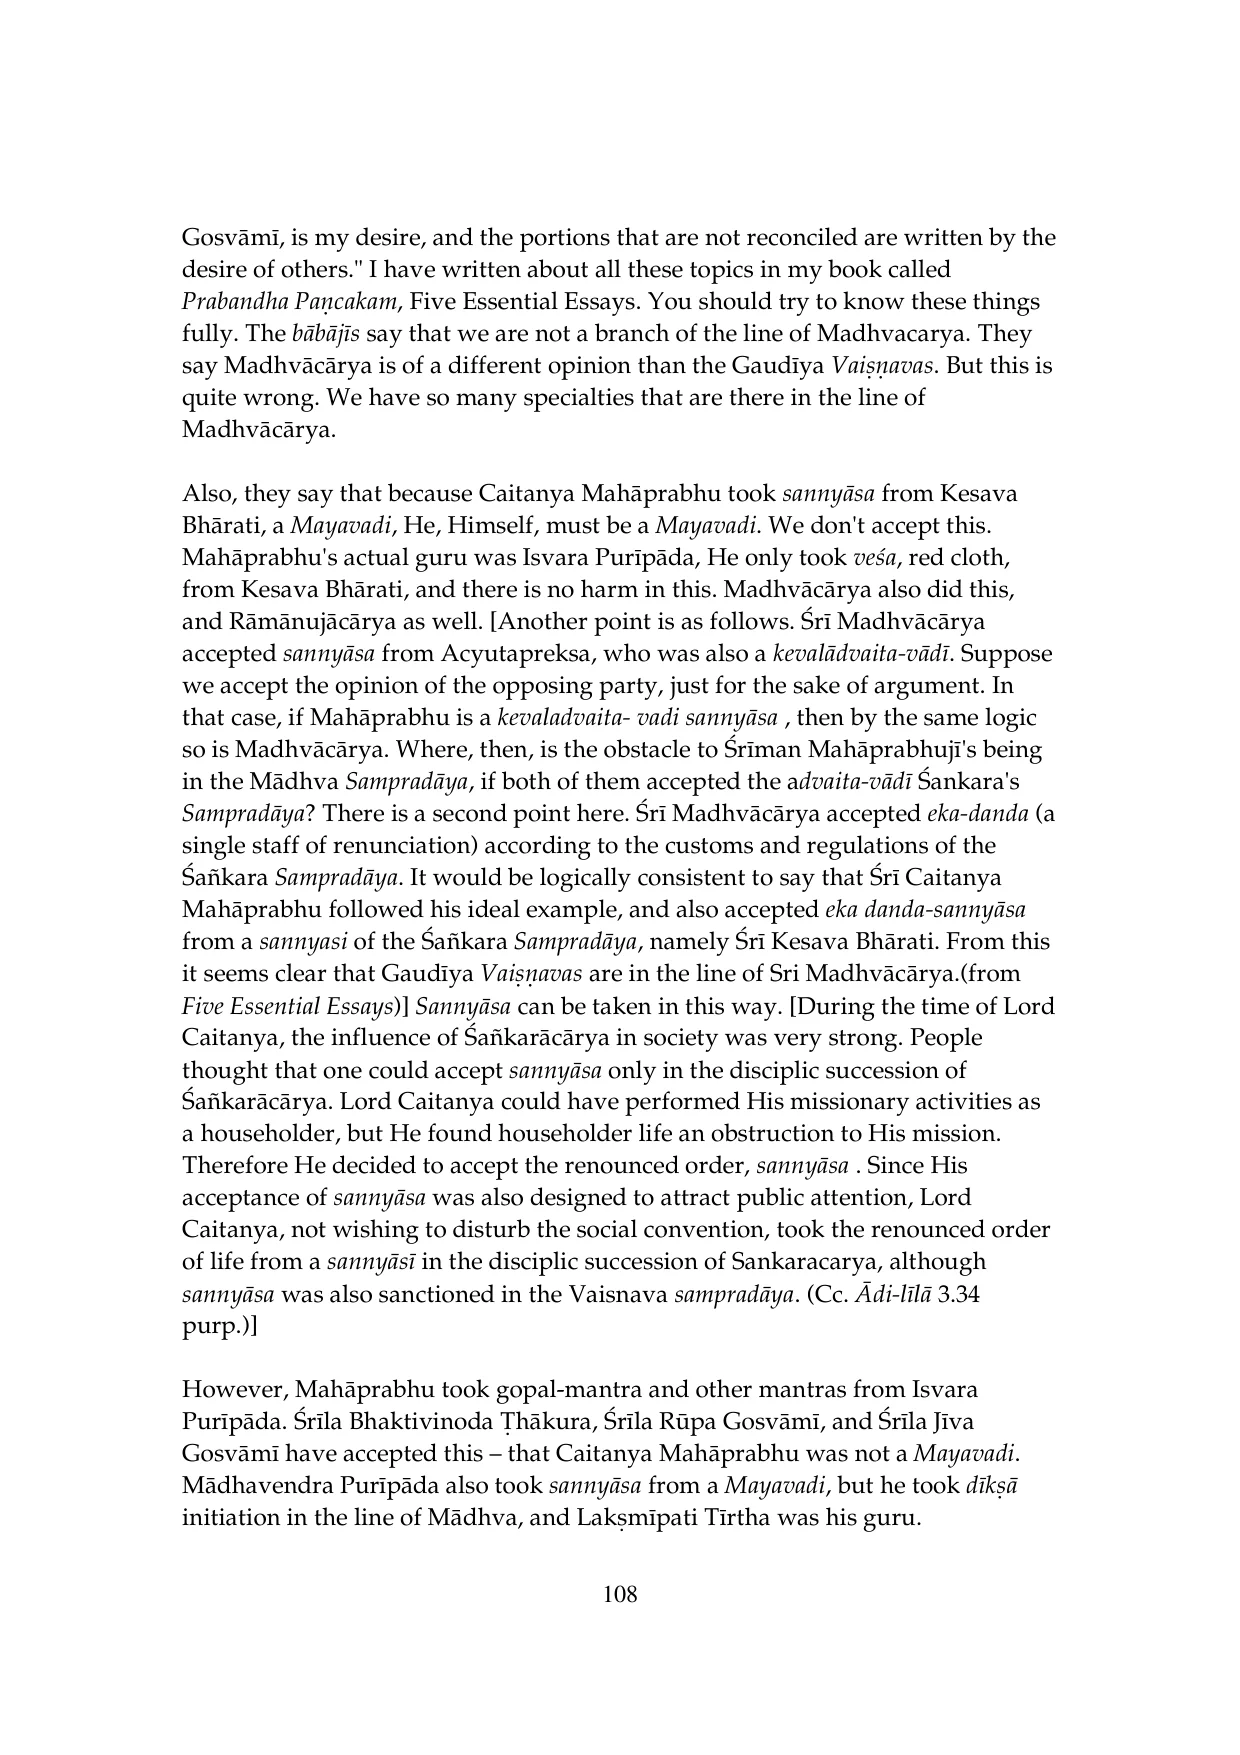 Gosvāmī, is my desire, and the portions that are not reconciled are written by the
desire of others." I have written about all these topics in my book called
Prabandha Paṇcakam, Five Essential Essays. You should try to know these things
fully. The bābājīs say that we are not a branch of the line of Madhvacarya. They
say Madhvācārya is of a different opinion than the Gaudīya Vaiṣṇavas. But this is
quite wrong. We have so many specialties that are there in the line of
Madhvācārya.
Also, they say that because Caitanya Mahāprabhu took sannyāsa from Kesava
Bhārati, a Mayavadi, He, Himself, must be a Mayavadi. We don't accept this.
Mahāprabhu's actual guru was Isvara Purīpāda, He only took veśa, red cloth,
from Kesava Bhārati, and there is no harm in this. Madhvācārya also did this,
and Rāmānujācārya as well. [Another point is as follows. Śrī Madhvācārya
accepted sannyāsa from Acyutapreksa, who was also a kevalādvaita-vādī. Suppose
we accept the opinion of the opposing party, just for the sake of argument. In
that case, if Mahāprabhu is a kevaladvaita- vadi sannyāsa , then by the same logic
so is Madhvācārya. Where, then, is the obstacle to Śrīman Mahāprabhujī's being
in the Mādhva Sampradāya, if both of them accepted the advaita-vādī Śankara's
Sampradāya? There is a second point here. Śrī Madhvācārya accepted eka-danda (a
single staff of renunciation) according to the customs and regulations of the
Śañkara Sampradāya. It would be logically consistent to say that Śrī Caitanya
Mahāprabhu followed his ideal example, and also accepted eka danda-sannyāsa
from a sannyasi of the Śañkara Sampradāya, namely Śrī Kesava Bhārati. From this
it seems clear that Gaudīya Vaiṣṇavas are in the line of Sri Madhvācārya.(from
Five Essential Essays)] Sannyāsa can be taken in this way. [During the time of Lord
Caitanya, the influence of Śañkarācārya in society was very strong. People
thought that one could accept sannyāsa only in the disciplic succession of
Śañkarācārya. Lord Caitanya could have performed His missionary activities as
a householder, but He found householder life an obstruction to His mission.
Therefore He decided to accept the renounced order, sannyāsa . Since His
acceptance of sannyāsa was also designed to attract public attention, Lord
Caitanya, not wishing to disturb the social convention, took the renounced order
of life from a sannyāsī in the disciplic succession of Sankaracarya, although
sannyāsa was also sanctioned in the Vaisnava sampradāya. (Cc. Ādi-līlā 3.34
purp.)]
However, Mahāprabhu took gopal-mantra and other mantras from Isvara
Purīpāda. Śrīla Bhaktivinoda Ṭhākura, Śrīla Rūpa Gosvāmī, and Śrīla Jīva
Gosvāmī have accepted this – that Caitanya Mahāprabhu was not a Mayavadi.
Mādhavendra Purīpāda also took sannyāsa from a Mayavadi, but he took dīkṣā
initiation in the line of Mādhva, and Lakṣmīpati Tīrtha was his guru.
108